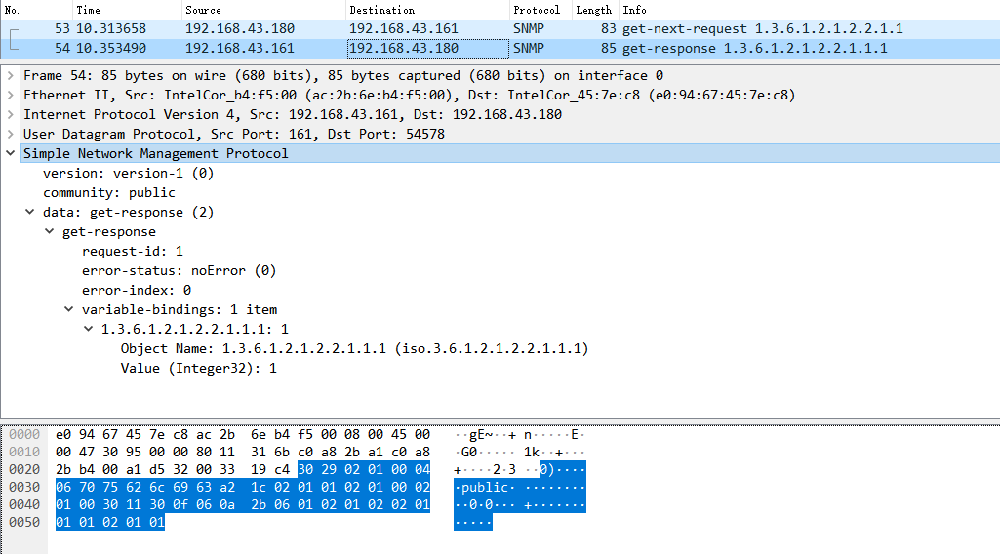 No. Time Source Destination Protocol Length Info
53 10.313658 192.168.43.180 192.168.43.161 SNMP 83 get-next-request 1.3.6.1.2.1.2.2.1.1
54 10.353490 192.168.43.161 192.168.43.180 SNMP 85 get-response 1.3.6.1.2.1.2.2.1.1.1
Frame 54: 85 bytes on wire (680 bits), 85 bytes captured (680 bits) on interface 0
Ethernet II, Src: IntelCor_b4:f5:00 (ac:2b:6e:b4:f5:00), Dst: IntelCor_45:7e:c8 (e0:94:67:45:7e:c8)
Internet Protocol Version 4, Src: 192.168.43.161, Dst: 192.168.43.180
User Datagram Protocol, Src Port: 161, Dst Port: 54578
Simple Network Management Protocol
version: version-1 (0)
community: public
data: get-response (2)
get-response
request-id: 1
error-status: noError (0)
error-index: 0
variable-bindings: 1 item
1.3.6.1.2.1.2.2.1.1.1: 1
Object Name: 1.3.6.1.2.1.2.2.1.1.1 (iso.3.6.1.2.1.2.2.1.1.1)
Value (Integer32): 1
0000 e0 94 67 45 7e c8 ac 2b 6e b4 f5 00 08 00 45 00 ··gE~··+ n·····E·
0010 00 47 30 95 00 00 80 11 31 6b c0 a8 2b a1 c0 a8 ·G0····· 1k··+···
0020 2b b4 00 a1 d5 32 00 33 19 c4 30 29 02 01 00 04 +····2·3 ··0)····
0030 06 70 75 62 6c 69 63 a2 1c 02 01 01 02 01 00 02 ·public· ········
0040 01 00 30 11 30 0f 06 0a 2b 06 01 02 01 02 02 01 ··0·0··· +·······
0050 01 01 02 01 01 ·····